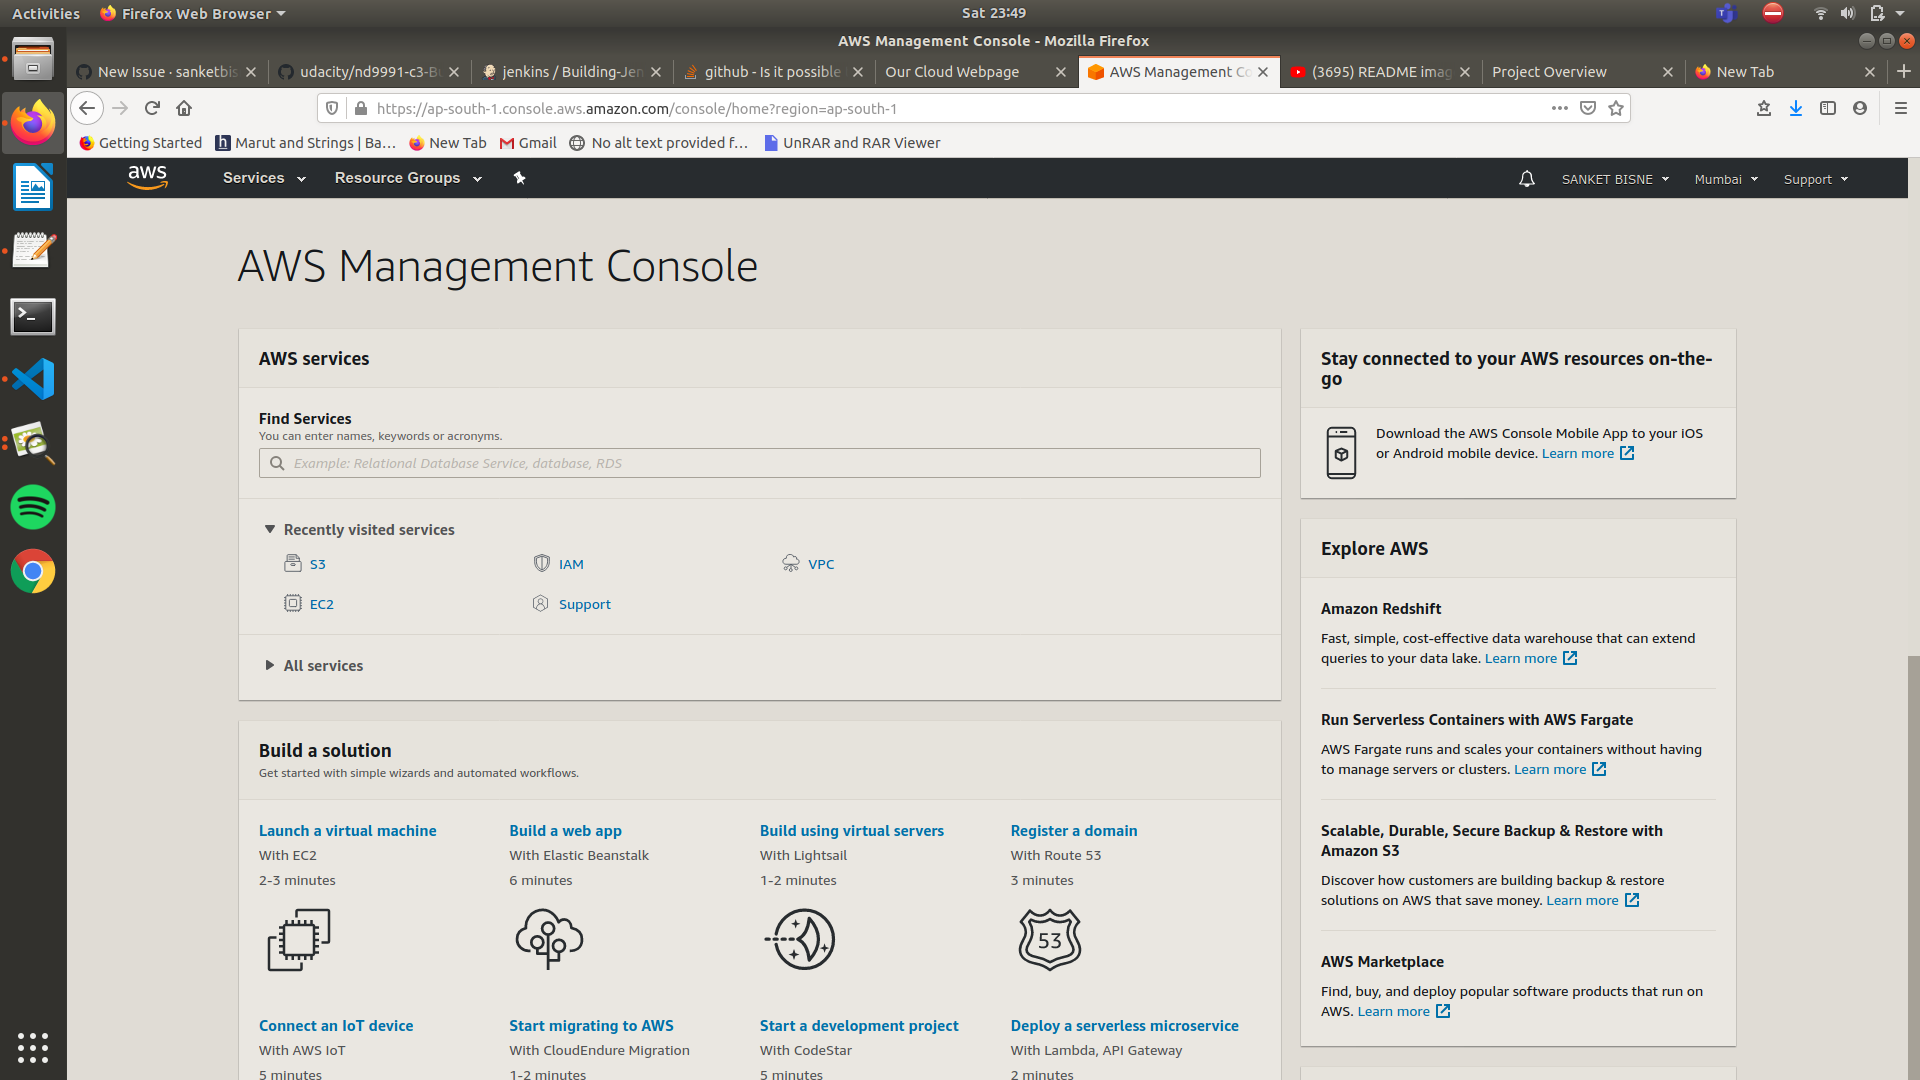 Activities
Firefox Web Browser
Sat 23:49
AWS Management Console - Mozilla Firefox
New Issue · sanketbis
udacity/nd9991-c3-Bu
jenkins / Building-Jen
github - Is it possible
Our Cloud Webpage
AWS Management Co
(3695) README imag
Project Overview
New Tab
https://ap-south-1.console.aws.amazon.com/console/home?region=ap-south-1
Getting Started
Marut and Strings | Ba…
New Tab
Gmail
No alt text provided f…
UnRAR and RAR Viewer
aws
Services
Resource Groups
SANKET BISNE
Mumbai
Support
AWS Management Console
AWS services
Find Services
You can enter names, keywords or acronyms.
Example: Relational Database Service, database, RDS
Recently visited services
S3
IAM
VPC
EC2
Support
All services
Build a solution
Get started with simple wizards and automated workflows.
Launch a virtual machine
With EC2
2-3 minutes
Build a web app
With Elastic Beanstalk
6 minutes
Build using virtual servers
With Lightsail
1-2 minutes
Register a domain
With Route 53
3 minutes
53
Connect an IoT device
With AWS IoT
5 minutes
Start migrating to AWS
With CloudEndure Migration
1-2 minutes
Start a development project
With CodeStar
5 minutes
Deploy a serverless microservice
With Lambda, API Gateway
2 minutes
Stay connected to your AWS resources on-the-
go
Download the AWS Console Mobile App to your iOS
or Android mobile device. Learn more
Explore AWS
Amazon Redshift
Fast, simple, cost-effective data warehouse that can extend
queries to your data lake. Learn more
Run Serverless Containers with AWS Fargate
AWS Fargate runs and scales your containers without having
to manage servers or clusters. Learn more
Scalable, Durable, Secure Backup & Restore with
Amazon S3
Discover how customers are building backup & restore
solutions on AWS that save money. Learn more
AWS Marketplace
Find, buy, and deploy popular software products that run on
AWS. Learn more